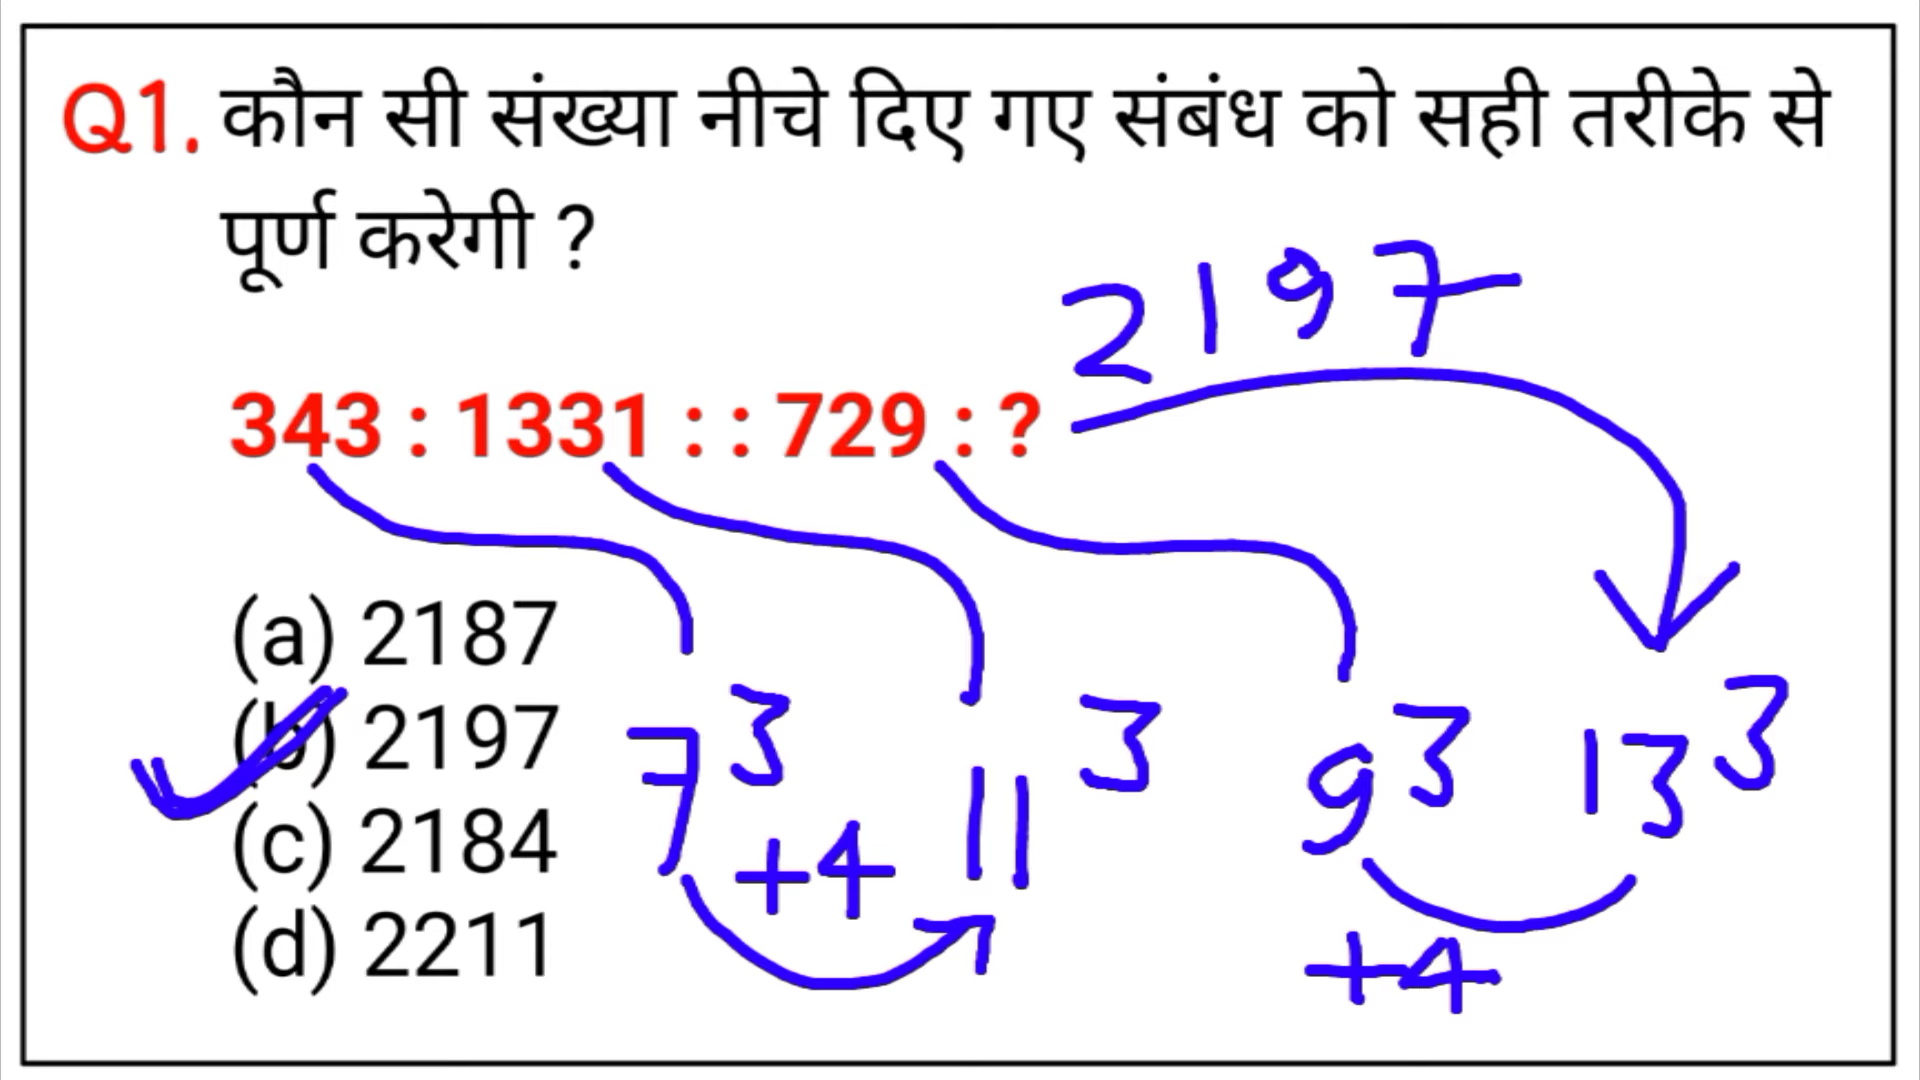 Q1. कौन सी संख्या नीचे दिए गए संबंध को सही तरीके से
पूर्ण करेगी ?
2197
343 : 1331 : : 729 : ?
(a) 2187
(b) 2197
(c) 2184
(d) 2211
7³ 11³ 9³ 13³
+4 +4